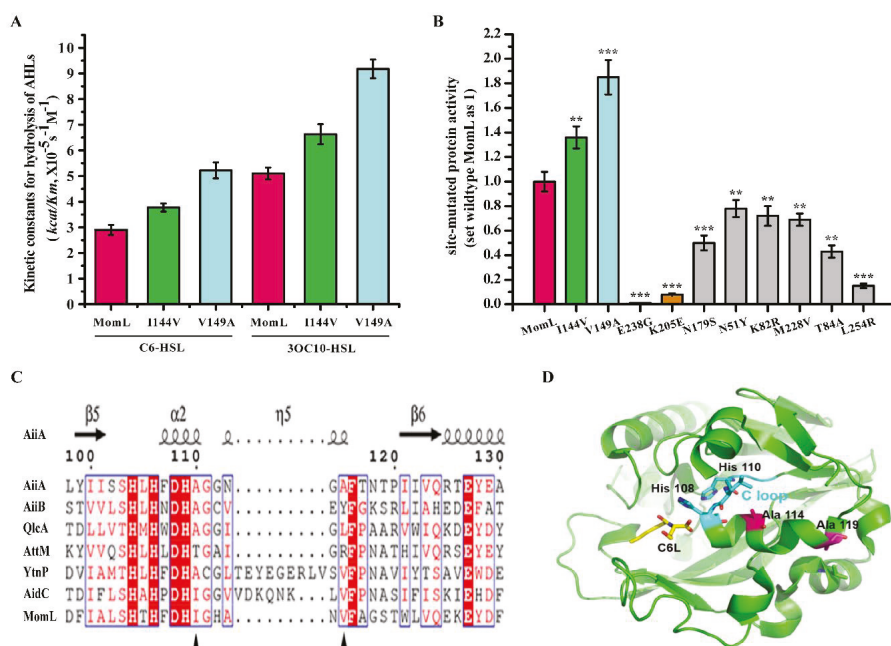 A
Kinetic constants for hydrolysis of AHLs
( kcat/Km, X10⁻⁵s⁻¹M⁻¹)
10
9
8
7
6
5
4
3
2
1
0
MomL I144V V149A MomL I144V V149A
C6-HSL 3OC10-HSL
B
sitc-mutated protein activity
(set wildtype MomL as 1)
2.2
2.0
1.8
1.6
1.4
1.2
1.0
0.8
0.6
0.4
0.2
0.0
** *** *** *** *** ** ** ** ** ***
MomL I144V V149A E238G K205E N179S N51Y K82R M228V T84A L254R
C
β5 α2 η5 β6
AiiA
100 110 120 130
AiiA LYIISSHLHFDHAGGN.........GAFTNTPIIVQRTEYEA
AiiB STVVLSHLHNDHAGCV.........EYFGKSRLIAHEDEFAT
QlcA TDLLVTHMHWDHAGGI.........GLFPAARVWIQKDEYDY
AttM KYVVQSHLHLDHTGAI.........GRFPNATHIVQRSEYEY
YtnP DVIAMTHLHFDHACGLTEYEGERLVSVFPNAVIYTSAVEWDE
AidC TDIFLSHAHFDHIGGVVDKQNK...LVFPNASIFISKIEHDF
MomL DFIALSHTHFDHIGHA.........NVFAGSTWLVQKEYDF
D
His 110
His 108
C loop
Ala 114
Ala 119
C6L